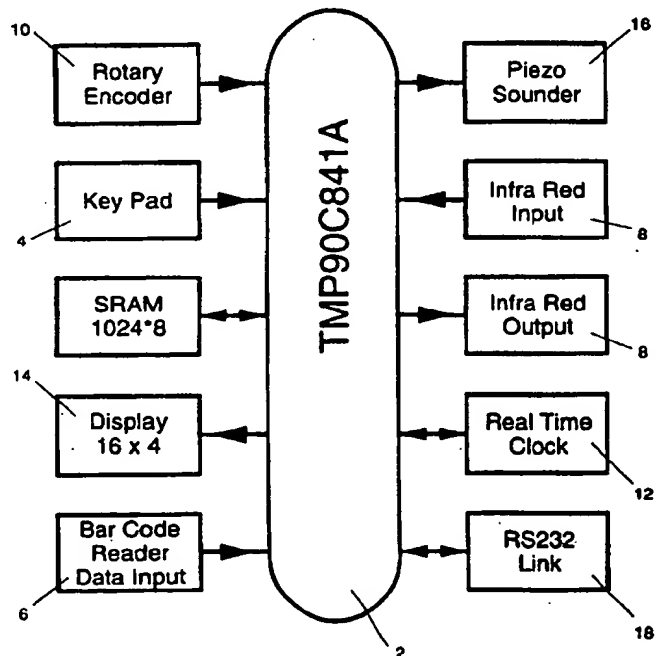 10
Rotary
Encoder
4
Key Pad
SRAM
1024*8
14
Display
16 x 4
Bar Code
Reader
Data Input
6
TMP90C841A
2
16
Piezo
Sounder
Infra Red
Input
8
Infra Red
Output
8
Real Time
Clock
12
RS232
Link
18